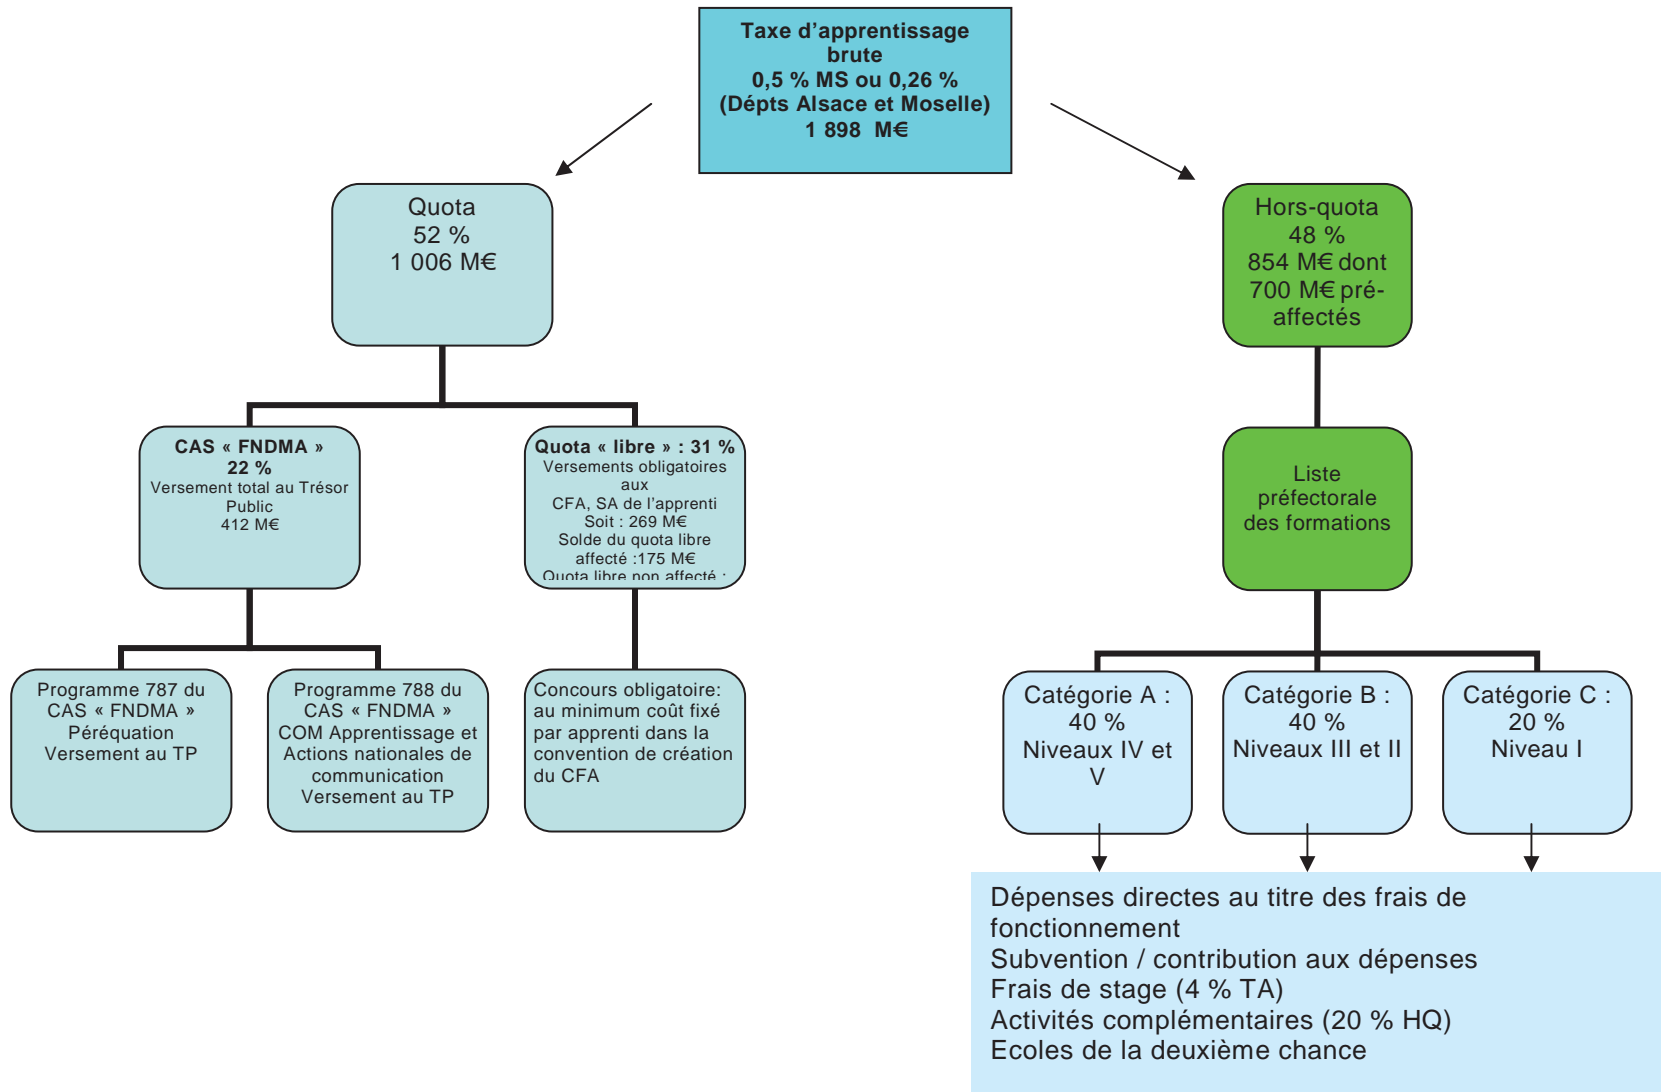 Taxe d'apprentissage
brute
0,5 % MS ou 0,26 %
(Dépts Alsace et Moselle)
1 898 M€
Quota
52 %
1 006 M€
Hors-quota
48 %
854 M€ dont
700 M€ pré-
affectés
CAS « FNDMA »
22 %
Versement total au Trésor
Public
412 M€
Quota « libre » : 31 %
Versements obligatoires
aux
CFA, SA de l'apprenti
Soit : 269 M€
Solde du quota libre
affecté :175 M€
Quota libre non affecté :
Liste
préfectorale
des formations
Programme 787 du
CAS « FNDMA »
Péréquation
Versement au TP
Programme 788 du
CAS « FNDMA »
COM Apprentissage et
Actions nationales de
communication
Versement au TP
Concours obligatoire:
au minimum coût fixé
par apprenti dans la
convention de création
du CFA
Catégorie A :
40 %
Niveaux IV et
V
Catégorie B :
40 %
Niveaux III et II
Catégorie C :
20 %
Niveau I
Dépenses directes au titre des frais de
fonctionnement
Subvention / contribution aux dépenses
Frais de stage (4 % TA)
Activités complémentaires (20 % HQ)
Ecoles de la deuxième chance